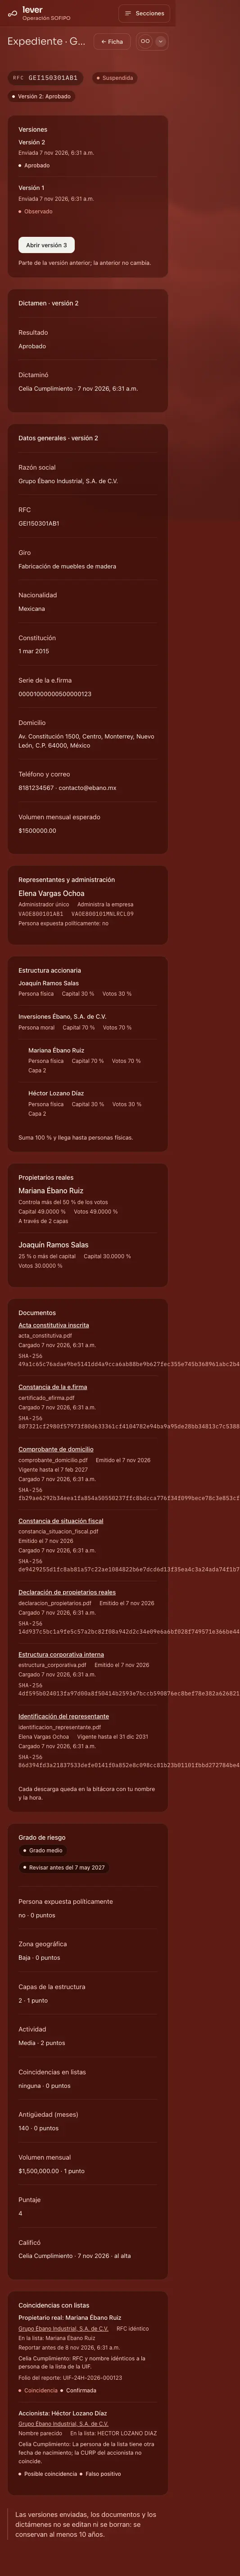 lever
Operación SOFIPO
Secciones
Expediente · G...
← Ficha
OO
RFC GEI150301AB1
Suspendida
Versión 2: Aprobado
Versiones
Versión 2
Enviada 7 nov 2026, 6:31 a.m.
Aprobado
Versión 1
Enviada 7 nov 2026, 6:31 a.m.
Observado
Abrir versión 3
Parte de la versión anterior; la anterior no cambia.
Dictamen · versión 2
Resultado
Aprobado
Dictaminó
Celia Cumplimiento · 7 nov 2026, 6:31 a.m.
Datos generales · versión 2
Razón social
Grupo Ébano Industrial, S.A. de C.V.
RFC
GEI150301AB1
Giro
Fabricación de muebles de madera
Nacionalidad
Mexicana
Constitución
1 mar 2015
Serie de la e.firma
00001000000500000123
Domicilio
Av. Constitución 1500, Centro, Monterrey, Nuevo
León, C.P. 64000, México
Teléfono y correo
8181234567 · contacto@ebano.mx
Volumen mensual esperado
$1500000.00
Representantes y administración
Elena Vargas Ochoa
Administrador único Administra la empresa
VAOE800101AB1 VAOE800101MNLRCL09
Persona expuesta políticamente: no
Estructura accionaria
Joaquín Ramos Salas
Persona física Capital 30 % Votos 30 %
Inversiones Ébano, S.A. de C.V.
Persona moral Capital 70 % Votos 70 %
Mariana Ébano Ruiz
Persona física Capital 70 % Votos 70 %
Capa 2
Héctor Lozano Díaz
Persona física Capital 30 % Votos 30 %
Capa 2
Suma 100 % y llega hasta personas físicas.
Propietarios reales
Mariana Ébano Ruiz
Controla más del 50 % de los votos
Capital 49.0000 % Votos 49.0000 %
A través de 2 capas
Joaquín Ramos Salas
25 % o más del capital Capital 30.0000 %
Votos 30.0000 %
Documentos
Acta constitutiva inscrita
acta_constitutiva.pdf
Cargado 7 nov 2026, 6:31 a.m.
SHA-256
Constancia de la e.firma
certificado_efirma.pdf
Cargado 7 nov 2026, 6:31 a.m.
SHA-256
Comprobante de domicilio
comprobante_domicilio.pdf Emitido el 7 nov 2026
Vigente hasta el 7 feb 2027
Cargado 7 nov 2026, 6:31 a.m.
SHA-256
Constancia de situación fiscal
constancia_situacion_fiscal.pdf
Emitido el 7 nov 2026
Cargado 7 nov 2026, 6:31 a.m.
SHA-256
Declaración de propietarios reales
declaracion_propietarios.pdf Emitido el 7 nov 2026
Cargado 7 nov 2026, 6:31 a.m.
SHA-256
Estructura corporativa interna
estructura_corporativa.pdf Emitido el 7 nov 2026
Cargado 7 nov 2026, 6:31 a.m.
SHA-256
Identificación del representante
identificacion_representante.pdf
Elena Vargas Ochoa Vigente hasta el 31 dic 2031
Cargado 7 nov 2026, 6:31 a.m.
SHA-256
Cada descarga queda en la bitácora con tu nombre
y la hora.
Grado de riesgo
Grado medio
Revisar antes del 7 may 2027
Persona expuesta políticamente
no · 0 puntos
Zona geográfica
Baja · 0 puntos
Capas de la estructura
2 · 1 punto
Actividad
Media · 2 puntos
Coincidencias en listas
ninguna · 0 puntos
Antigüedad (meses)
140 · 0 puntos
Volumen mensual
$1,500,000.00 · 1 punto
Puntaje
4
Calificó
Celia Cumplimiento · 7 nov 2026 · al alta
Coincidencias con listas
Propietario real: Mariana Ébano Ruiz
Grupo Ébano Industrial, S.A. de C.V. RFC idéntico
En la lista: Mariana Ébano Ruiz
Reportar antes de 8 nov 2026, 6:31 a.m.
Celia Cumplimiento: RFC y nombre idénticos a la
persona de la lista de la UIF.
Folio del reporte: UIF-24H-2026-000123
Coincidencia Confirmada
Accionista: Héctor Lozano Díaz
Grupo Ébano Industrial, S.A. de C.V.
Nombre parecido En la lista: HECTOR LOZANO DIAZ
Celia Cumplimiento: La persona de la lista tiene otra
fecha de nacimiento; la CURP del accionista no
coincide.
Posible coincidencia Falso positivo
Las versiones enviadas, los documentos y los
dictámenes no se editan ni se borran: se
conservan al menos 10 años.